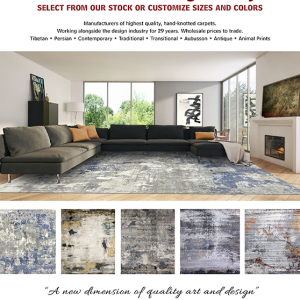 SELECT FROM OUR STOCK OR CUSTOMIZE SIZES AND COLORS
Manufacturers of highest quality, hand-knotted carpets.
Working alongside the design industry for 29 years. Wholesale prices to trade.
Tibetan • Persian • Contemporary • Traditional • Transitional • Aubusson • Antique • Animal Prints
"A new dimension of quality art and design"